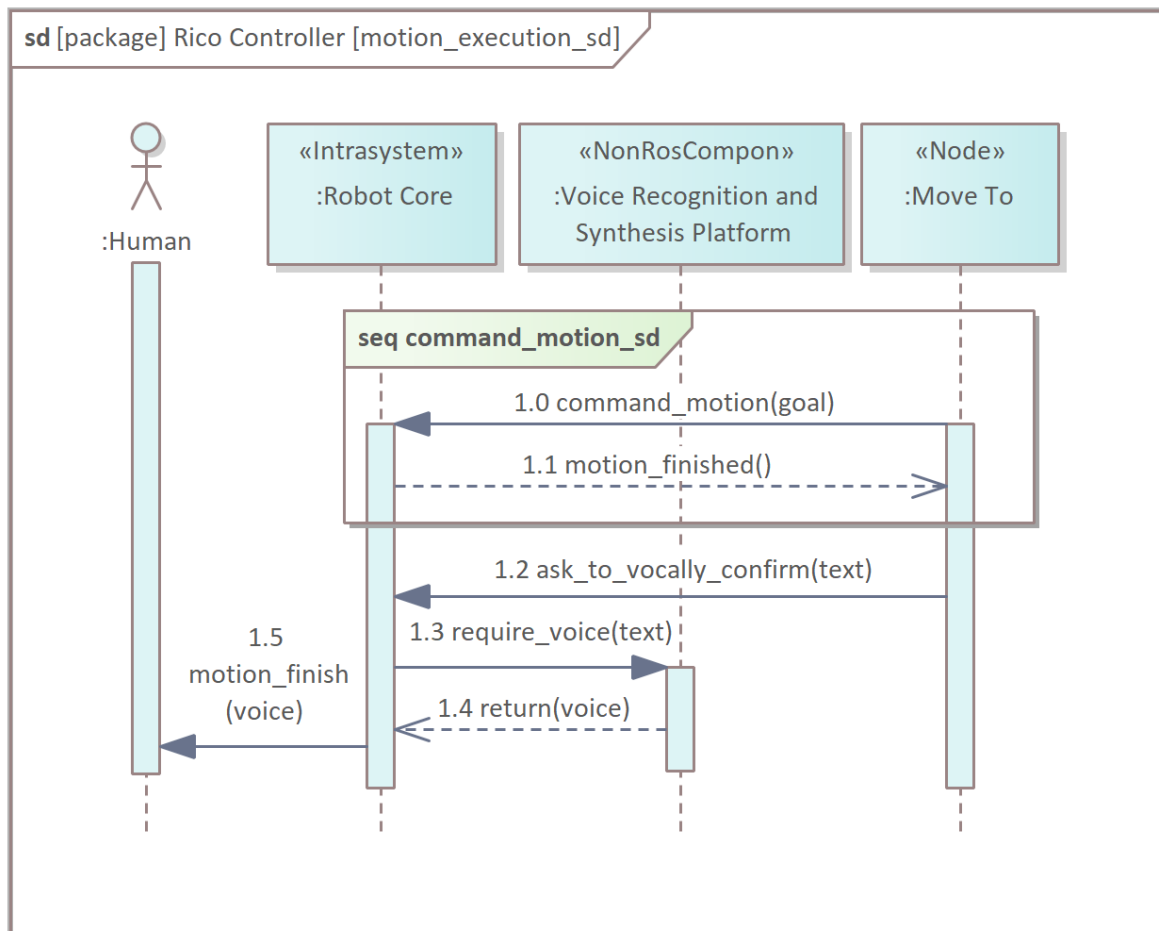 sd [package] Rico Controller [motion_execution_sd]
:Human
«Intrasystem»
:Robot Core
«NonRosCompon»
:Voice Recognition and
Synthesis Platform
«Node»
:Move To
seq command_motion_sd
1.0 command_motion(goal)
1.1 motion_finished()
1.2 ask_to_vocally_confirm(text)
1.3 require_voice(text)
1.4 return(voice)
1.5
motion_finish
(voice)